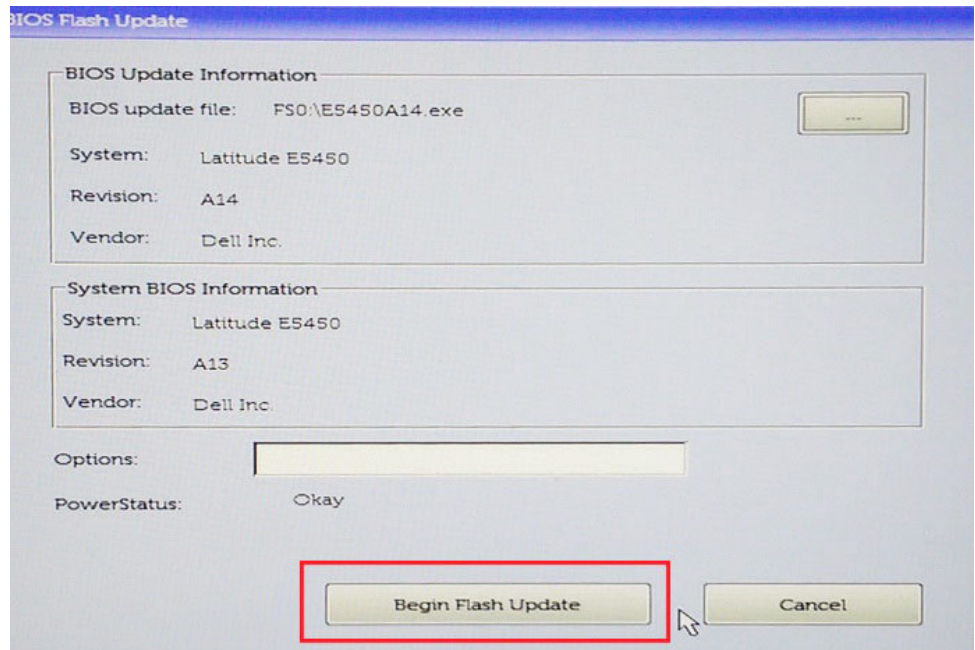 BIOS Flash Update
BIOS Update Information
BIOS update file: FS0:\E5450A14.exe
...
System: Latitude E5450
Revision: A14
Vendor: Dell Inc.
System BIOS Information
System: Latitude E5450
Revision: A13
Vendor: Dell Inc.
Options:
PowerStatus: Okay
Begin Flash Update
Cancel